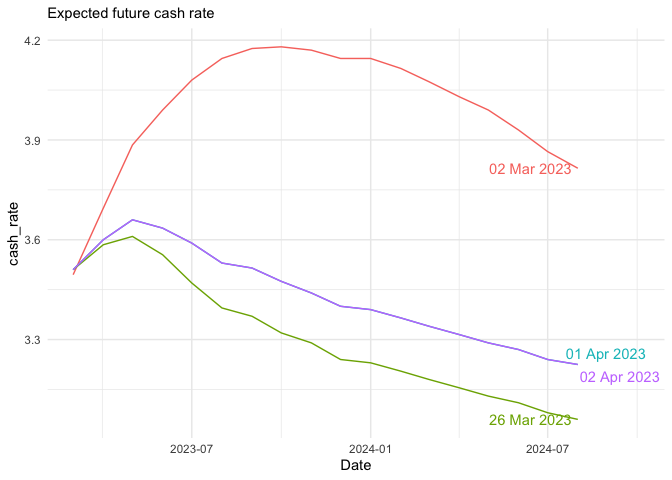 Expected future cash rate
cash_rate
4.2
3.9
3.6
3.3
02 Mar 2023
01 Apr 2023
02 Apr 2023
26 Mar 2023
2023-07
2024-01
2024-07
Date